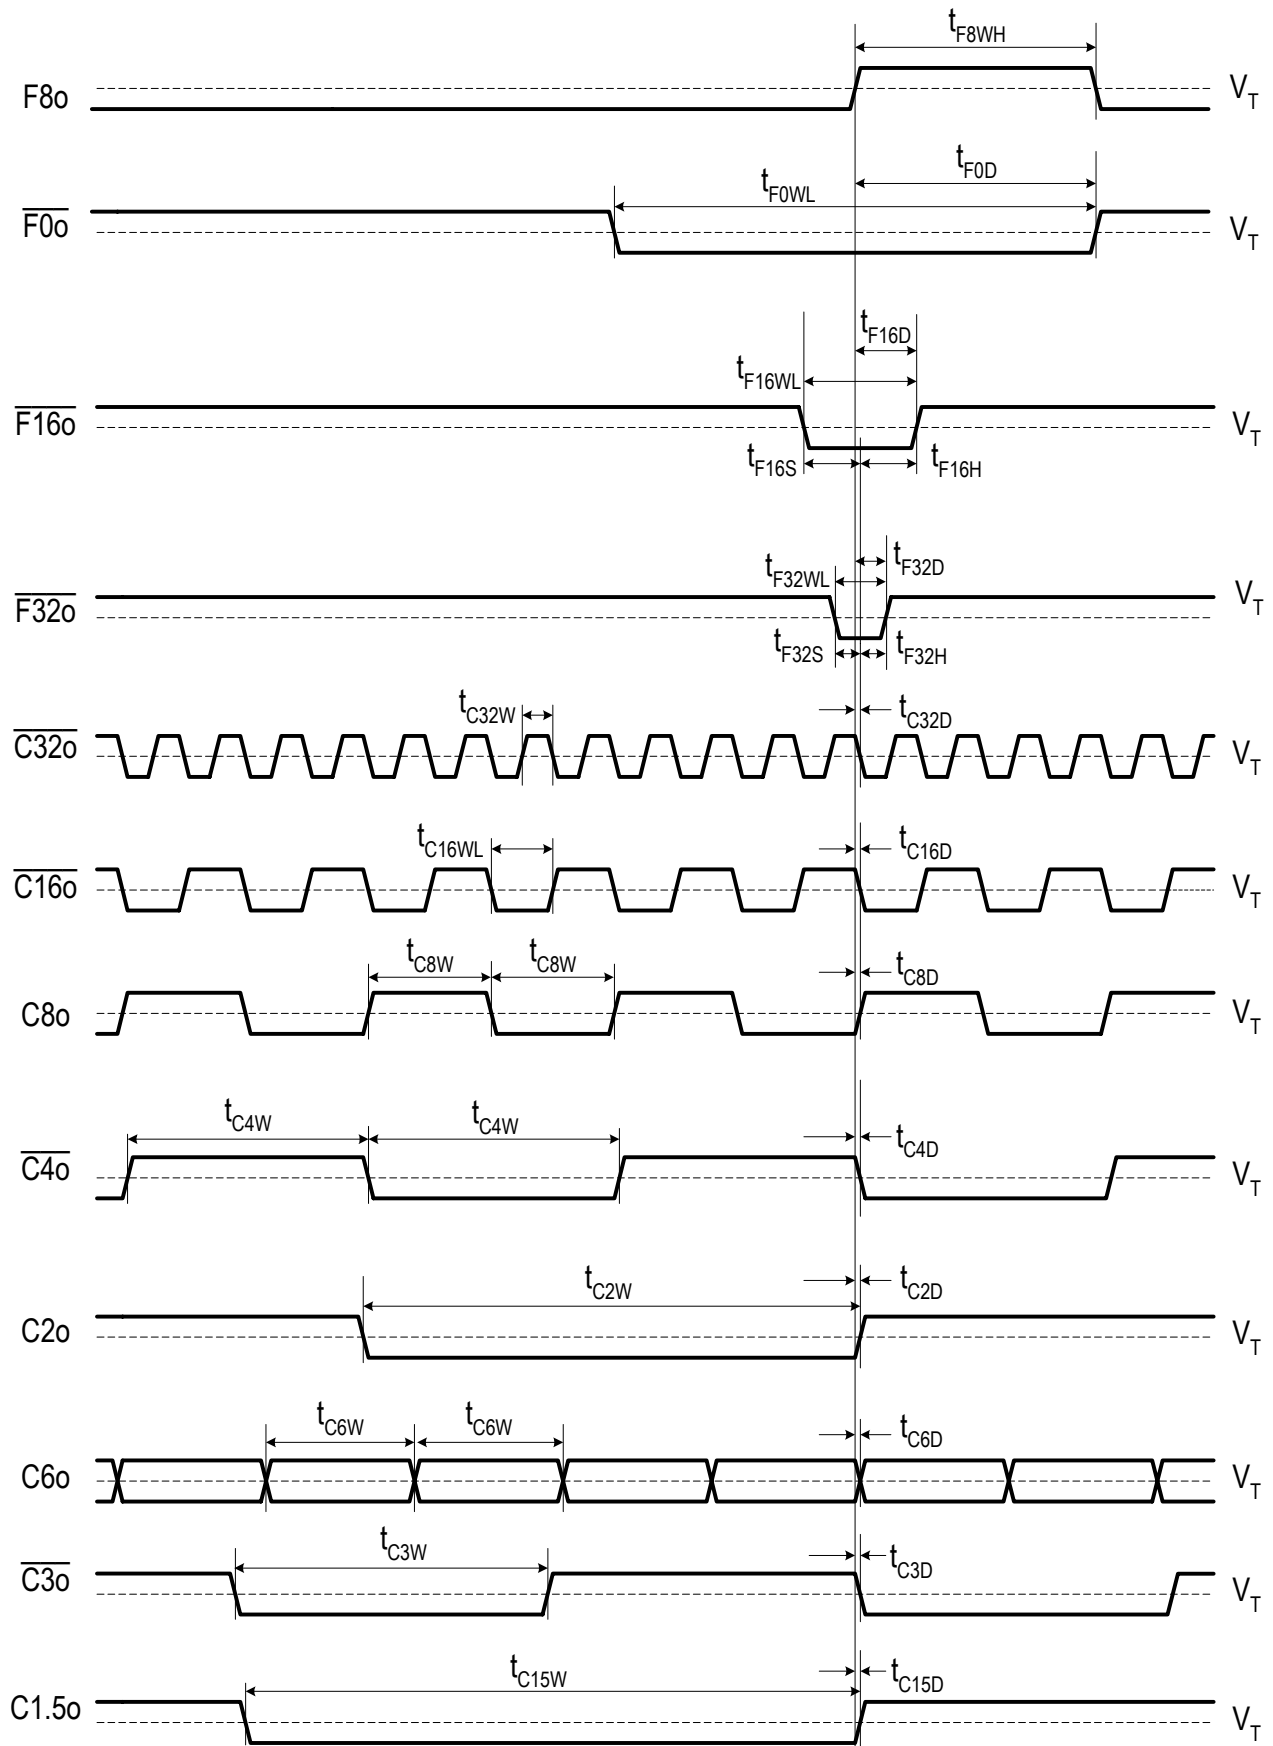 tF8WH
F8o VT
tF0D
tF0WL
F0o VT
tF16D
tF16WL
F16o VT
tF16S tF16H
tF32D
tF32WL
F32o VT
tF32S tF32H
tC32W tC32D
C32o VT
tC16WL tC16D
C16o VT
tC8W tC8W tC8D
C8o VT
tC4W tC4W tC4D
C4o VT
tC2W tC2D
C2o VT
tC6W tC6W tC6D
C6o VT
tC3W tC3D
C3o VT
tC15W tC15D
C1.5o VT